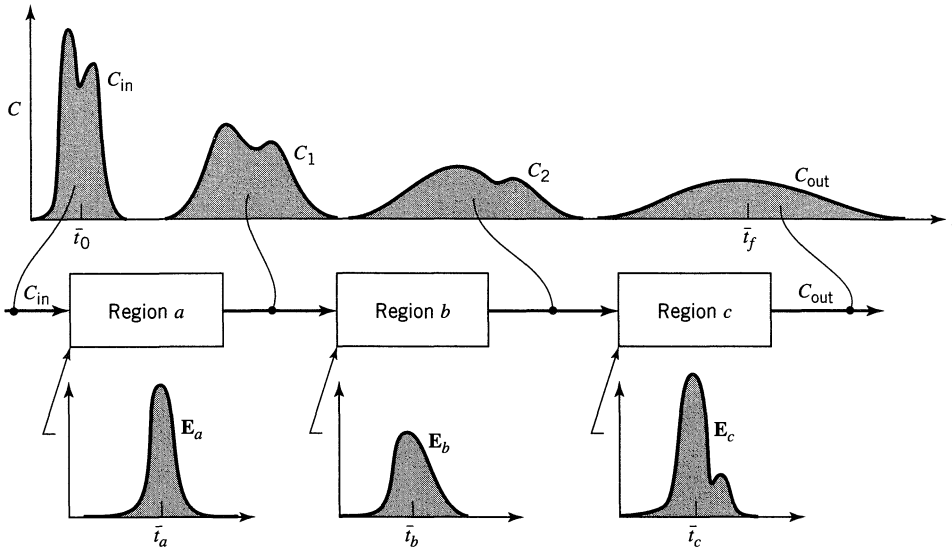 C
C_in
C_1
C_2
C_out
t̄_0
t̄_f
C_in
Region a
Region b
Region c
C_out
E_a
E_b
E_c
t̄_a
t̄_b
t̄_c